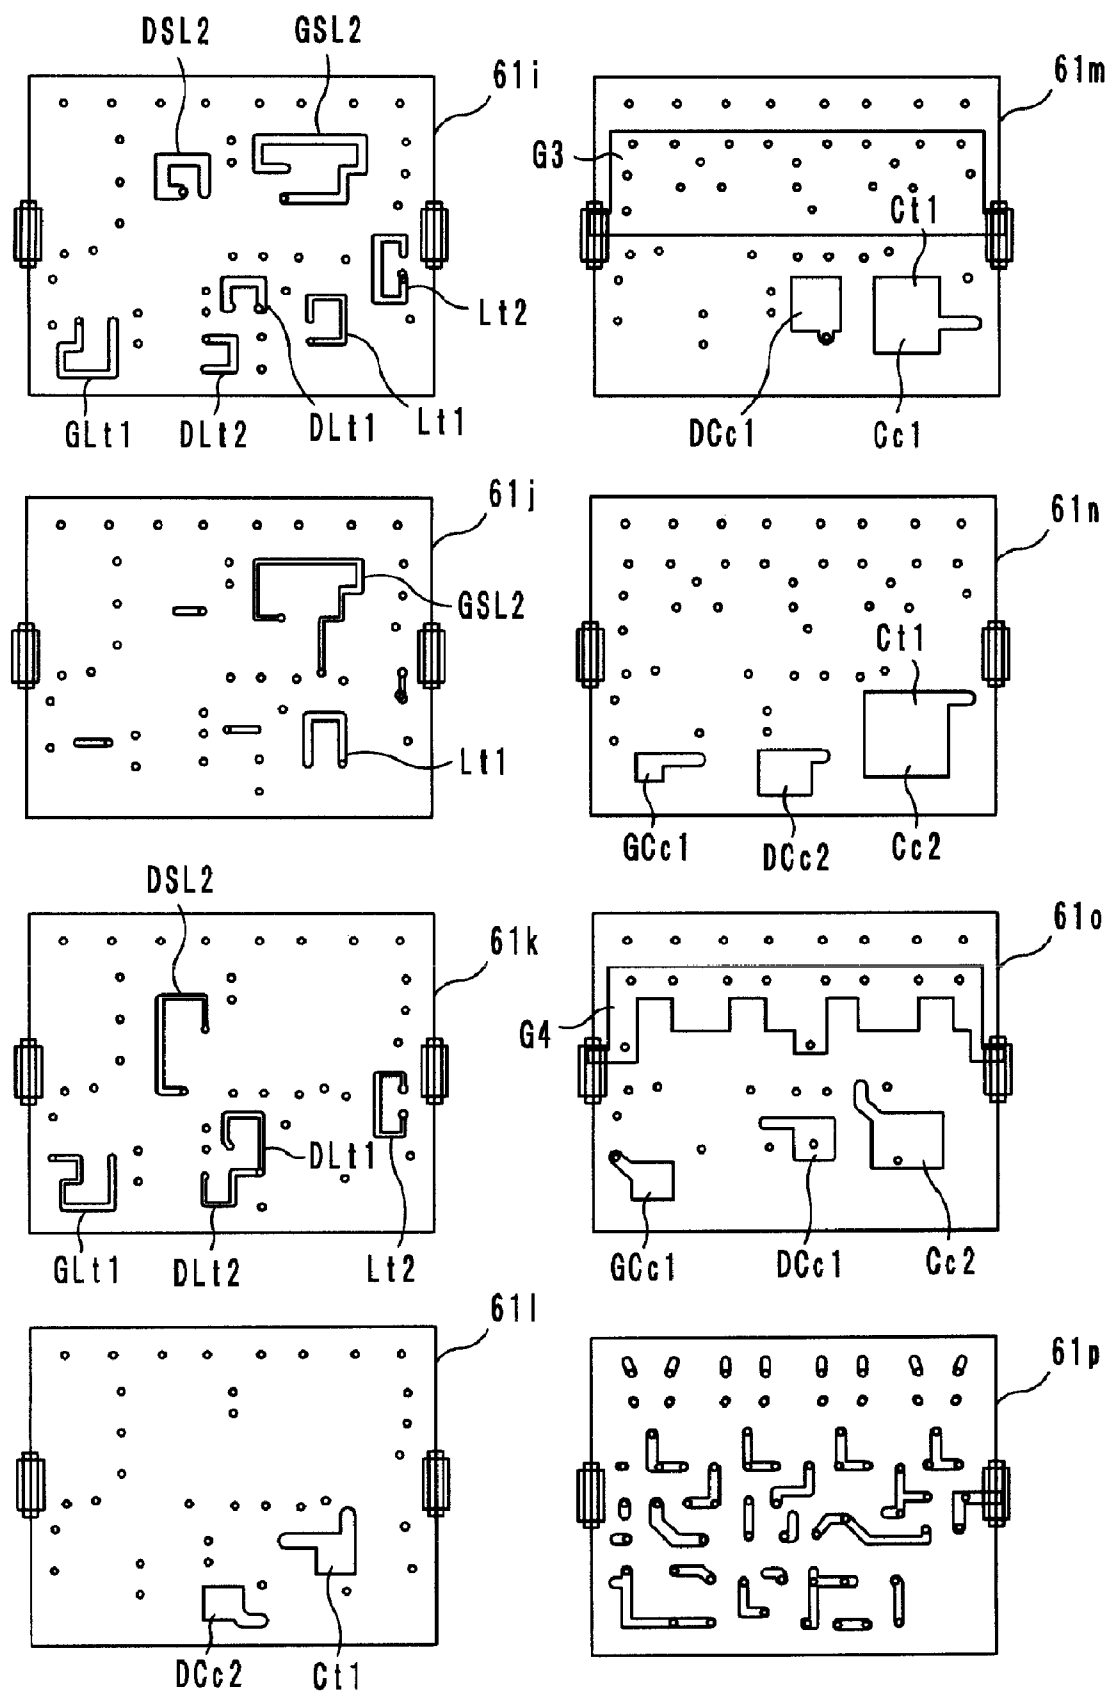 DSL2 GSL2
61i
GLt1 DLt2 DLt1 Lt1 Lt2
61m
G3 Ct1
DCc1 Cc1
61j
GSL2
Lt1
61n
Ct1
GCc1 DCc2 Cc2
DSL2
61k
DLt1
GLt1 DLt2 Lt2
61o
G4
GCc1 DCc1 Cc2
61l
DCc2 Ct1
61p